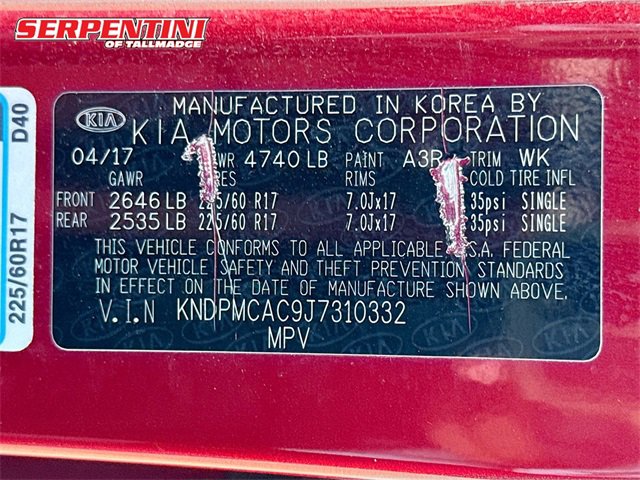 SERPENTINI
OF TALLMADGE
225/60R17 D40
KIA
MANUFACTURED IN KOREA BY
KIA MOTORS CORPORATION
04/17 WR 4740 LB PAINT A3R TRIM WK
GAWR RES RIMS COLD TIRE INFL
FRONT 2646 LB 2 5/60 R17 7.0Jx17 35psi SINGLE
REAR 2535 LB 225/60 R17 7.0Jx17 35psi SINGLE
THIS VEHICLE CONFORMS TO ALL APPLICABLE .S.A. FEDERAL
MOTOR VEHICLE SAFETY AND THEFT PREVENTION STANDARDS
IN EFFECT ON THE DATE OF MANUFACTURE SHOWN ABOVE.
V.I.N KNDPMCAC9J7310332
MPV